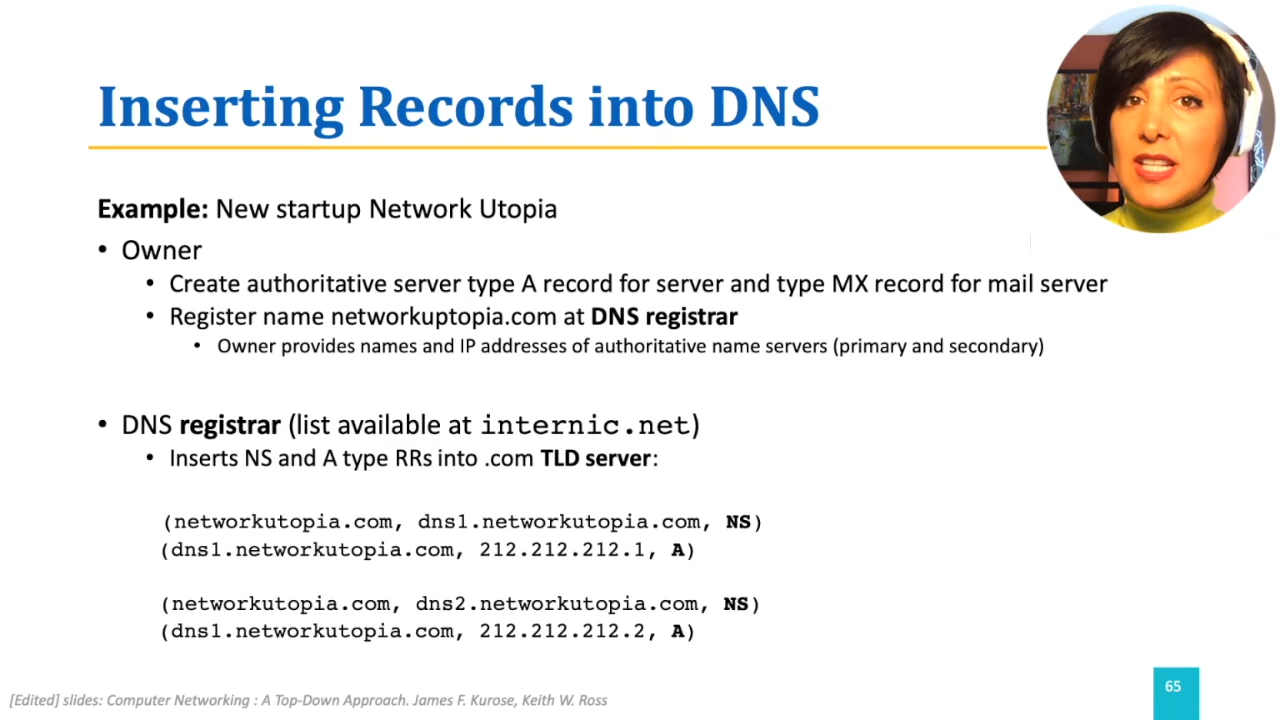 Inserting Records into DNS
Example: New startup Network Utopia
• Owner
• Create authoritative server type A record for server and type MX record for mail server
• Register name networkuptopia.com at DNS registrar
• Owner provides names and IP addresses of authoritative name servers (primary and secondary)
• DNS registrar (list available at internic.net)
• Inserts NS and A type RRs into .com TLD server:
(networkutopia.com, dns1.networkutopia.com, NS)
(dns1.networkutopia.com, 212.212.212.1, A)
(networkutopia.com, dns2.networkutopia.com, NS)
(dns1.networkutopia.com, 212.212.212.2, A)
[Edited] slides: Computer Networking : A Top-Down Approach. James F. Kurose, Keith W. Ross
65